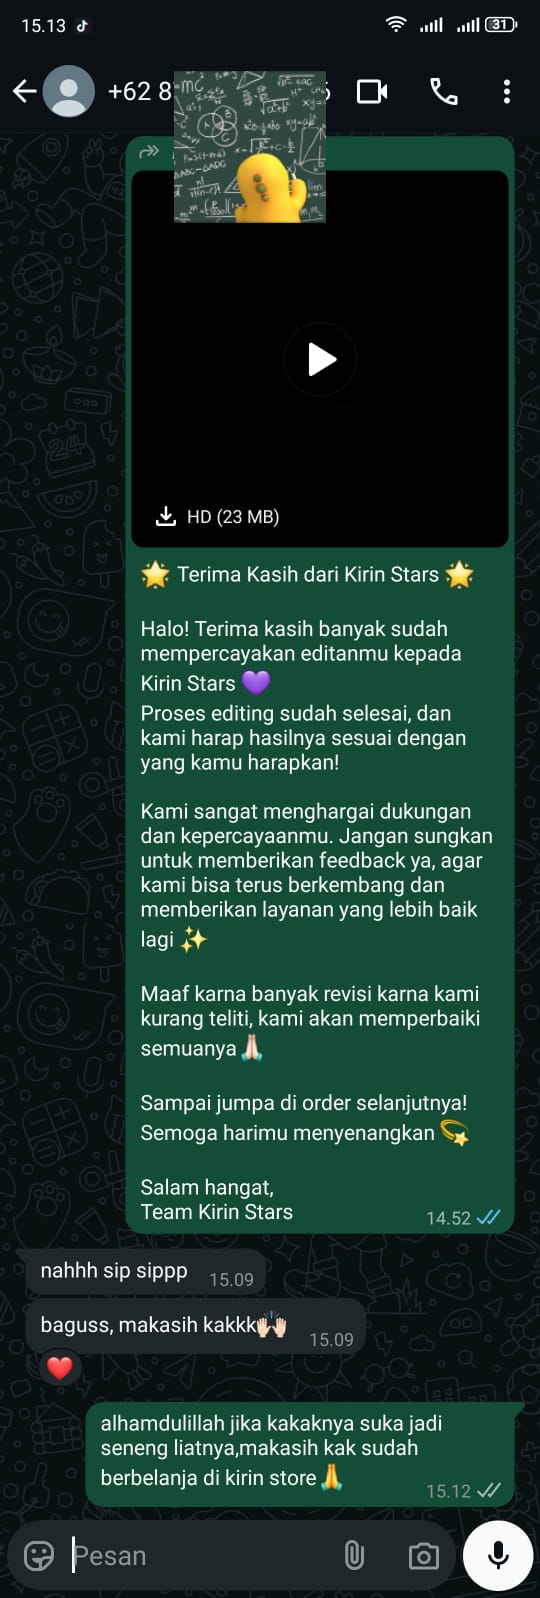 15.13
31
+62 8
🌟 Terima Kasih dari Kirin Stars 🌟
HD (23 MB)
Halo! Terima kasih banyak sudah
mempercayakan editanmu kepada
Kirin Stars 💜
Proses editing sudah selesai, dan
kami harap hasilnya sesuai dengan
yang kamu harapkan!
Kami sangat menghargai dukungan
dan kepercayaanmu. Jangan sungkan
untuk memberikan feedback ya, agar
kami bisa terus berkembang dan
memberikan layanan yang lebih baik
lagi ✨
Maaf karna banyak revisi karna kami
kurang teliti, kami akan memperbaiki
semuanya 🙏🏻
Sampai jumpa di order selanjutnya!
Semoga harimu menyenangkan 💫
Salam hangat,
Team Kirin Stars
14.52
nahhh sip sippp
15.09
baguss, makasih kakkk🙌🏻
15.09
❤️
alhamdulillah jika kakaknya suka jadi
seneng liatnya,makasih kak sudah
berbelanja di kirin store🙏
15.12
Pesan